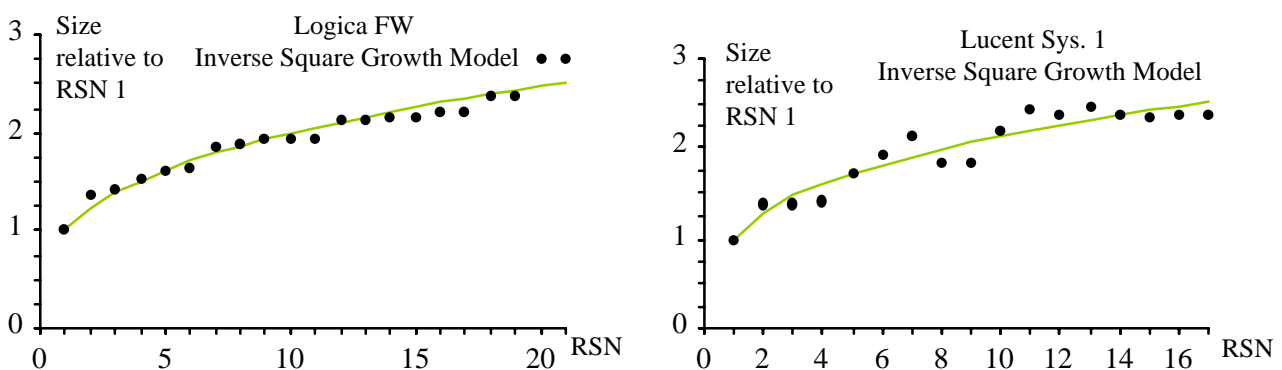 3
Size
relative to
RSN 1
Logica FW
Inverse Square Growth Model
2
1
0
0 5 10 15 20 RSN
3
Size
relative to
RSN 1
Lucent Sys. 1
Inverse Square Growth Model
2
1
0
0 2 4 6 8 10 12 14 16 RSN